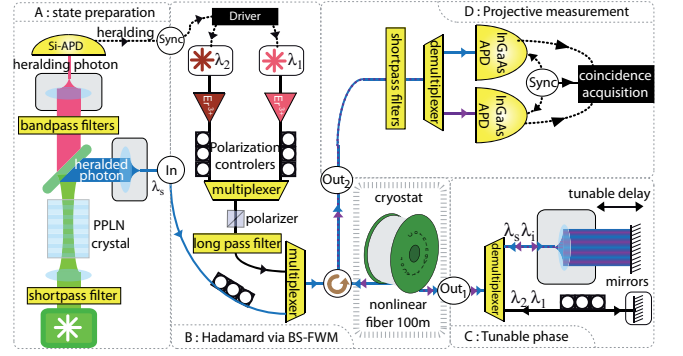 A : state preparation
heralding
Si-APD
heralding photon
bandpass filters
heralded
photon
λs
PPLN
crystal
shortpass filter
Sync
Driver
λ2
λ1
Er3+
Er3+
Polarization
controlers
multiplexer
polarizer
long pass filter
multiplexer
In
B : Hadamard via BS-FWM
D : Projective measurement
shortpass
filters
demultiplexer
InGaAs
APD
InGaAs
APD
Sync
coincidence
acquisition
Out2
cryostat
nonlinear
fiber 100m
Out1
demultiplexer
λs λi
λ2 λ1
tunable delay
mirrors
C : Tunable phase